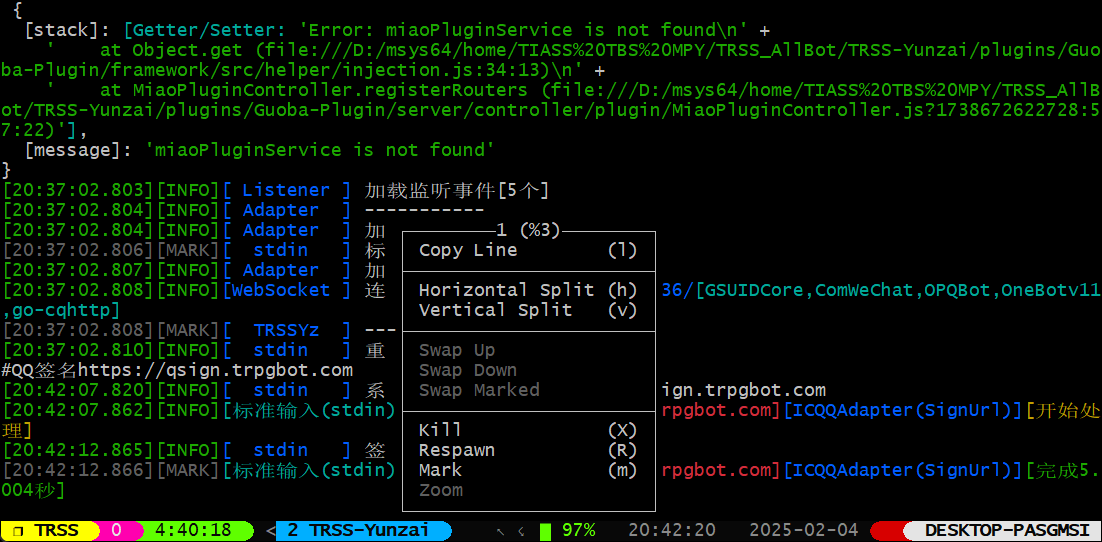 {
[stack]: [Getter/Setter: 'Error: miaoPluginService is not found\n' +
'    at Object.get (file:///D:/msys64/home/TIASS%20TBS%20MPY/TRSS_AllBot/TRSS-Yunzai/plugins/Guo
ba-Plugin/framework/src/helper/injection.js:34:13)\n' +
'    at MiaoPluginController.registerRouters (file:///D:/msys64/home/TIASS%20TBS%20MPY/TRSS_AllB
ot/TRSS-Yunzai/plugins/Guoba-Plugin/server/controller/plugin/MiaoPluginController.js?1738672622728:5
7:22)'],
[message]: 'miaoPluginService is not found'
}
[20:37:02.803][INFO][ Listener ] 加载监听事件[5个]
[20:37:02.804][INFO][ Adapter  ] -----------
[20:37:02.804][INFO][ Adapter  ] 加
[20:37:02.806][MARK][  stdin   ] 标
[20:37:02.807][INFO][ Adapter  ] 加
[20:37:02.808][INFO][WebSocket ] 连 36/[GSUIDCore,ComWeChat,OPQBot,OneBotv11
,go-cqhttp]
[20:37:02.808][MARK][  TRSSYz  ] ---
[20:37:02.810][INFO][  stdin   ] 重
#QQ签名https://qsign.trpgbot.com
[20:42:07.820][INFO][  stdin   ] 系 ign.trpgbot.com
[20:42:07.862][INFO][标准输入(stdin) rpgbot.com][ICQQAdapter(SignUrl)][开始处
理]
[20:42:12.865][INFO][  stdin   ] 签
[20:42:12.866][MARK][标准输入(stdin) rpgbot.com][ICQQAdapter(SignUrl)][完成5.
004秒]
1 (%3)
Copy Line (l)
Horizontal Split (h)
Vertical Split (v)
Swap Up
Swap Down
Swap Marked
Kill (X)
Respawn (R)
Mark (m)
Zoom
TRSS 0 4:40:18 <2 TRSS-Yunzai 97% 20:42:20 2025-02-04 DESKTOP-PASGMSI